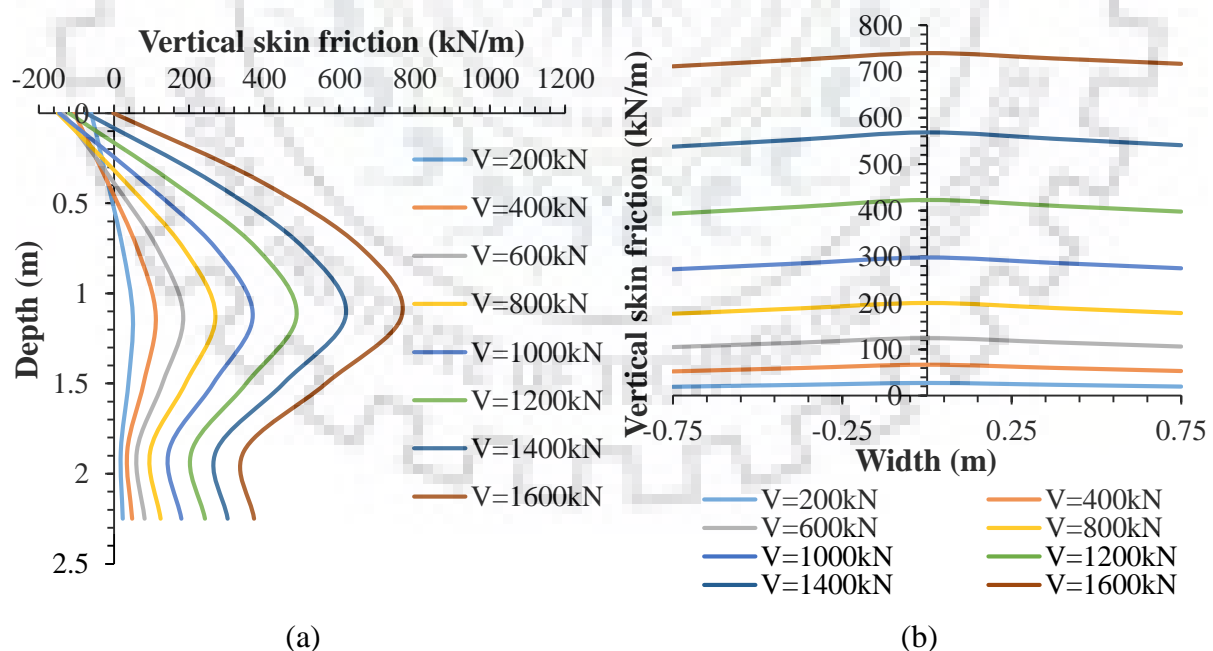 Vertical skin friction (kN/m)
-200 0 200 400 600 800 1000 1200
0
0.5
1
1.5
2
2.5
Depth (m)
V=200kN
V=400kN
V=600kN
V=800kN
V=1000kN
V=1200kN
V=1400kN
V=1600kN
(a)
800
700
600
500
400
300
200
100
0
Vertical skin friction (kN/m)
-0.75 -0.25 0.25 0.75
Width (m)
V=200kN V=400kN
V=600kN V=800kN
V=1000kN V=1200kN
V=1400kN V=1600kN
(b)